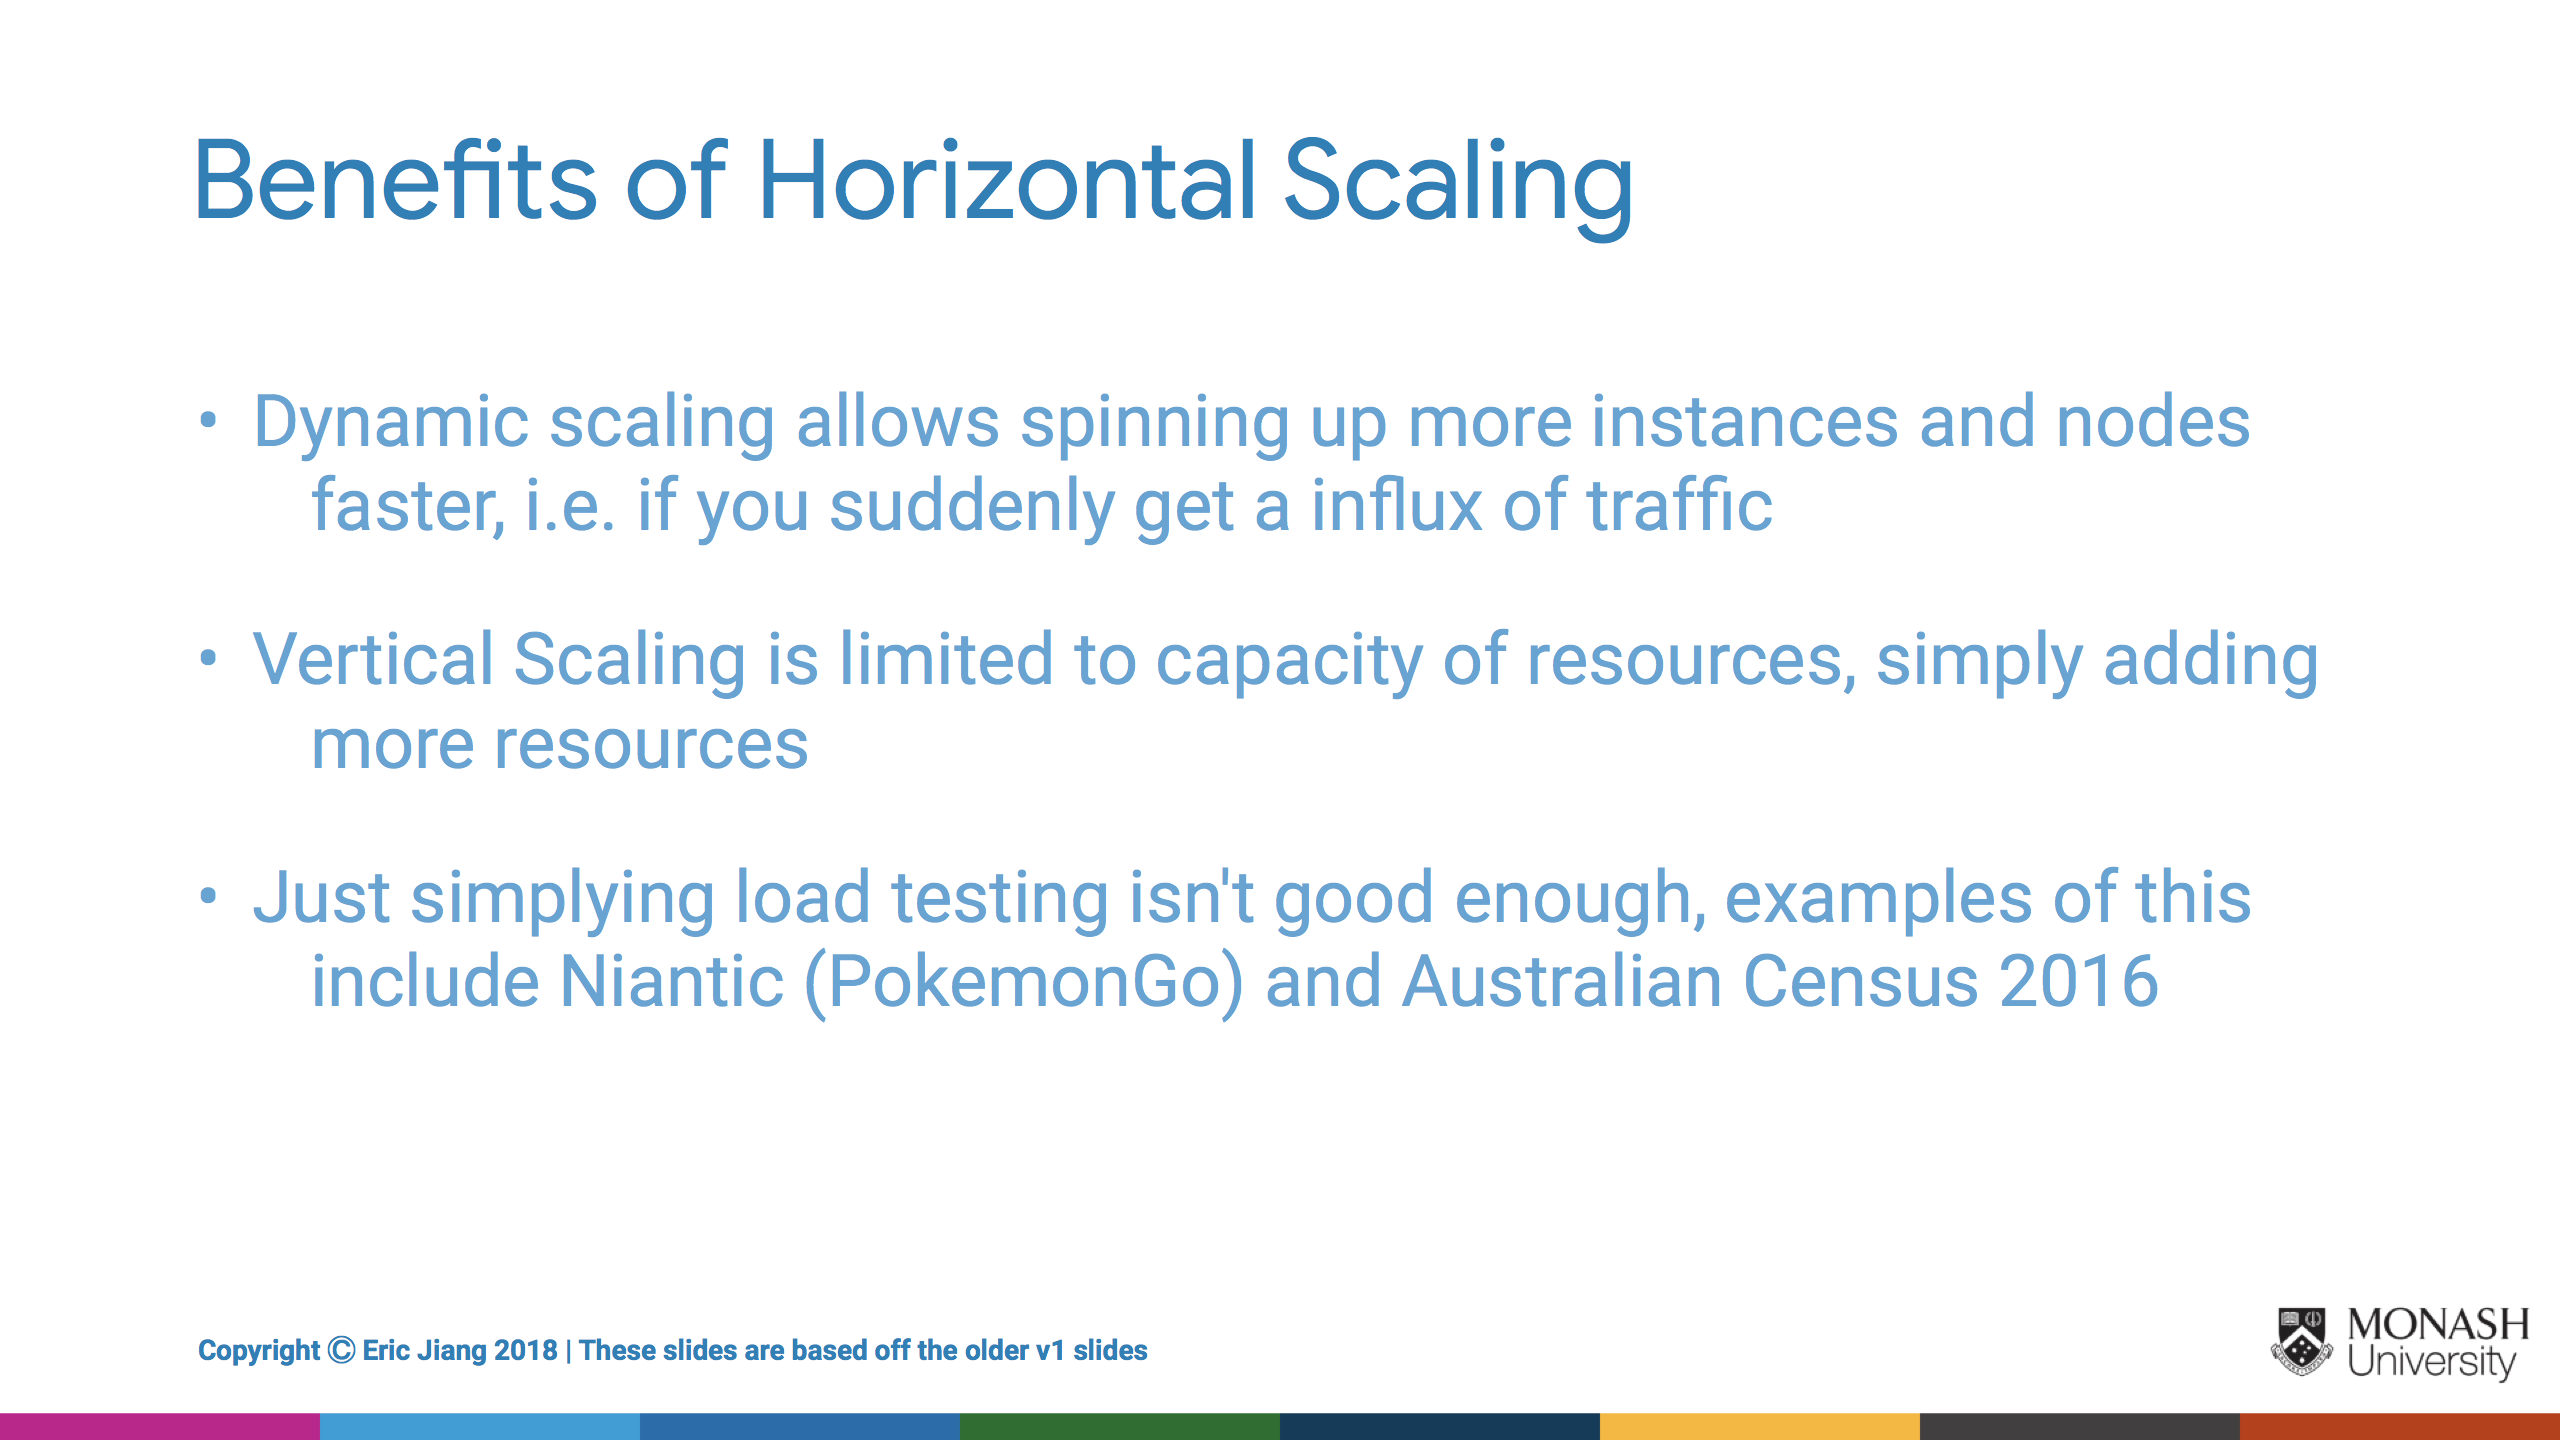 Benefits of Horizontal Scaling
• Dynamic scaling allows spinning up more instances and nodes
faster, i.e. if you suddenly get a influx of traffic
• Vertical Scaling is limited to capacity of resources, simply adding
more resources
• Just simplying load testing isn't good enough, examples of this
include Niantic (PokemonGo) and Australian Census 2016
Copyright © Eric Jiang 2018 | These slides are based off the older v1 slides
MONASH
University